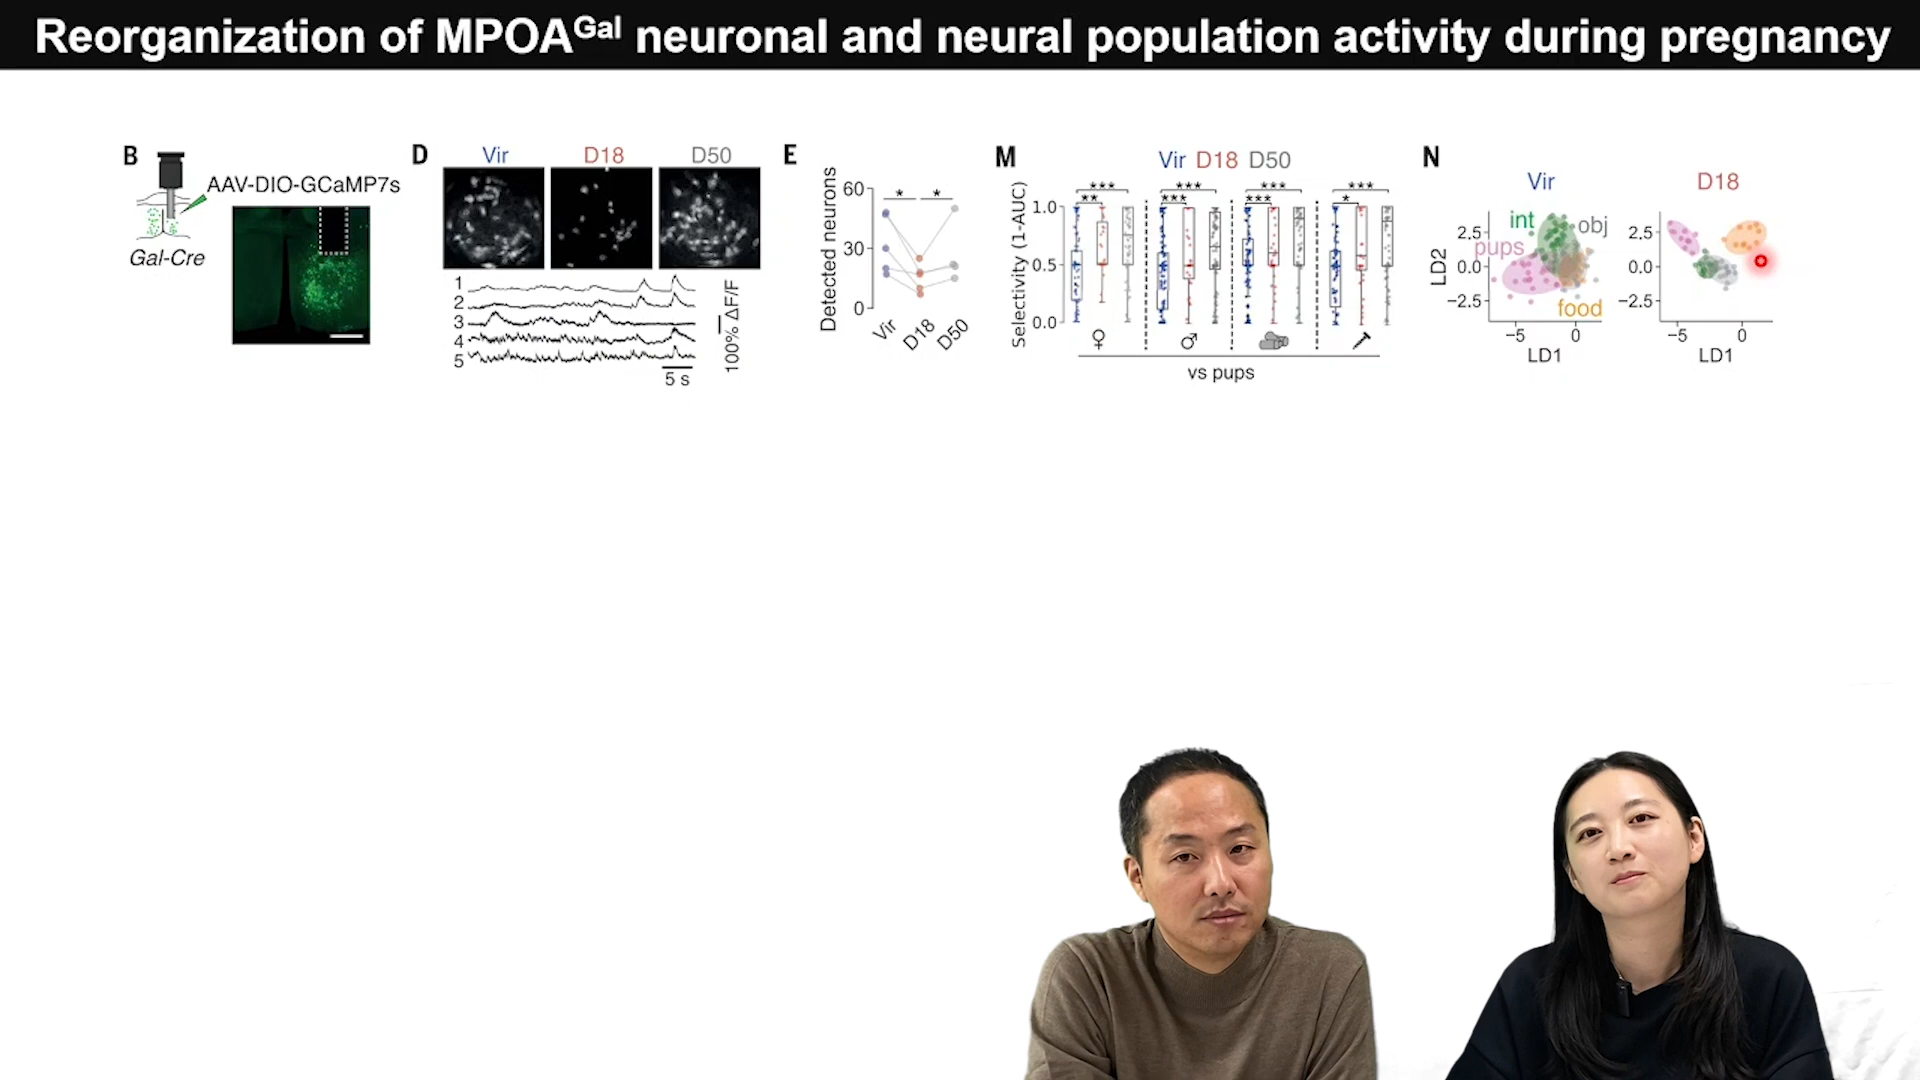 Reorganization of MPOAGal neuronal and neural population activity during pregnancy
B
AAV-DIO-GCaMP7s
Gal-Cre
D
Vir
D18
D50
1
2
3
4
5
100% ΔF/F
5 s
E
Detected neurons
60
30
0
* *
Vir
D18
D50
M
Vir D18 D50
Selectivity (1-AUC)
1.0
0.5
0.0
*** *** *** ***
** *** *** *
♀ ♂
vs pups
N
Vir
D18
int
obj
pups
food
LD2
2.5
0.0
−2.5
−5 0
LD1
2.5
0.0
−2.5
−5 0
LD1